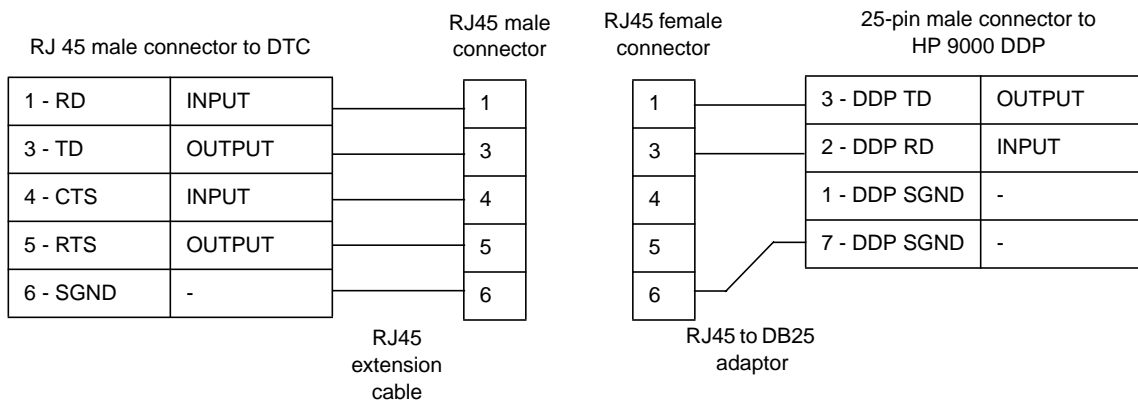 RJ 45 male connector to DTC
1 - RD INPUT
3 - TD OUTPUT
4 - CTS INPUT
5 - RTS OUTPUT
6 - SGND -
RJ45 male
connector
1
3
4
5
6
RJ45
extension
cable
RJ45 female
connector
1
3
4
5
6
RJ45 to DB25
adaptor
25-pin male connector to
HP 9000 DDP
3 - DDP TD OUTPUT
2 - DDP RD INPUT
1 - DDP SGND -
7 - DDP SGND -